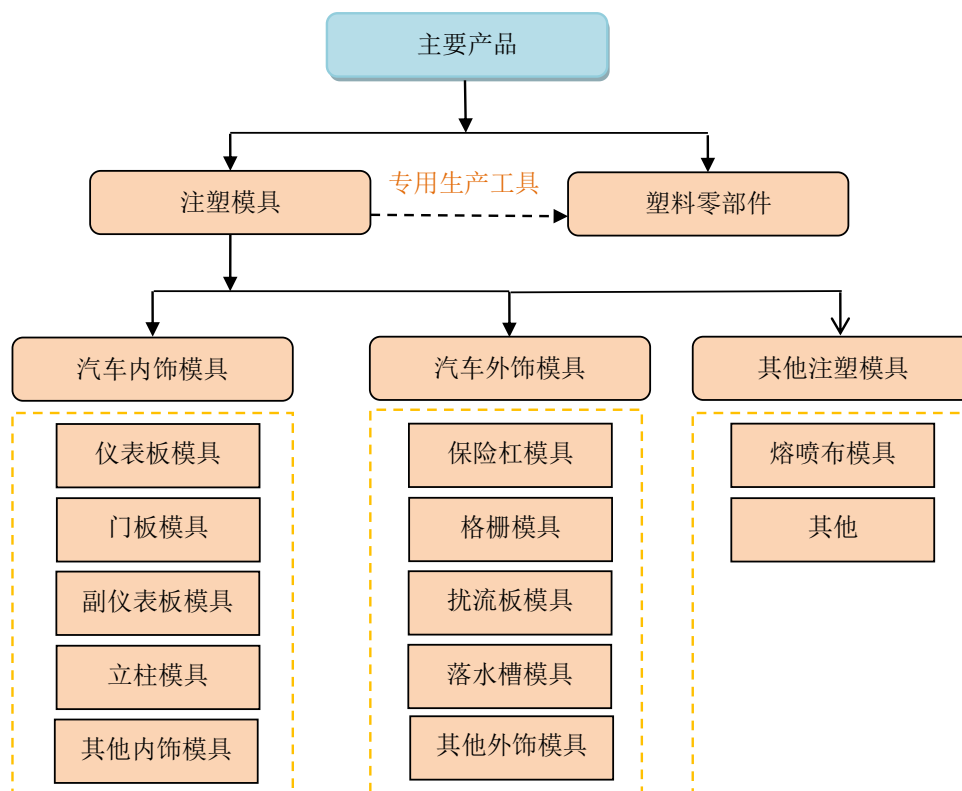 主要产品
注塑模具
专用生产工具
塑料零部件
汽车内饰模具
汽车外饰模具
其他注塑模具
仪表板模具
保险杠模具
熔喷布模具
门板模具
格栅模具
其他
副仪表板模具
扰流板模具
立柱模具
落水槽模具
其他内饰模具
其他外饰模具